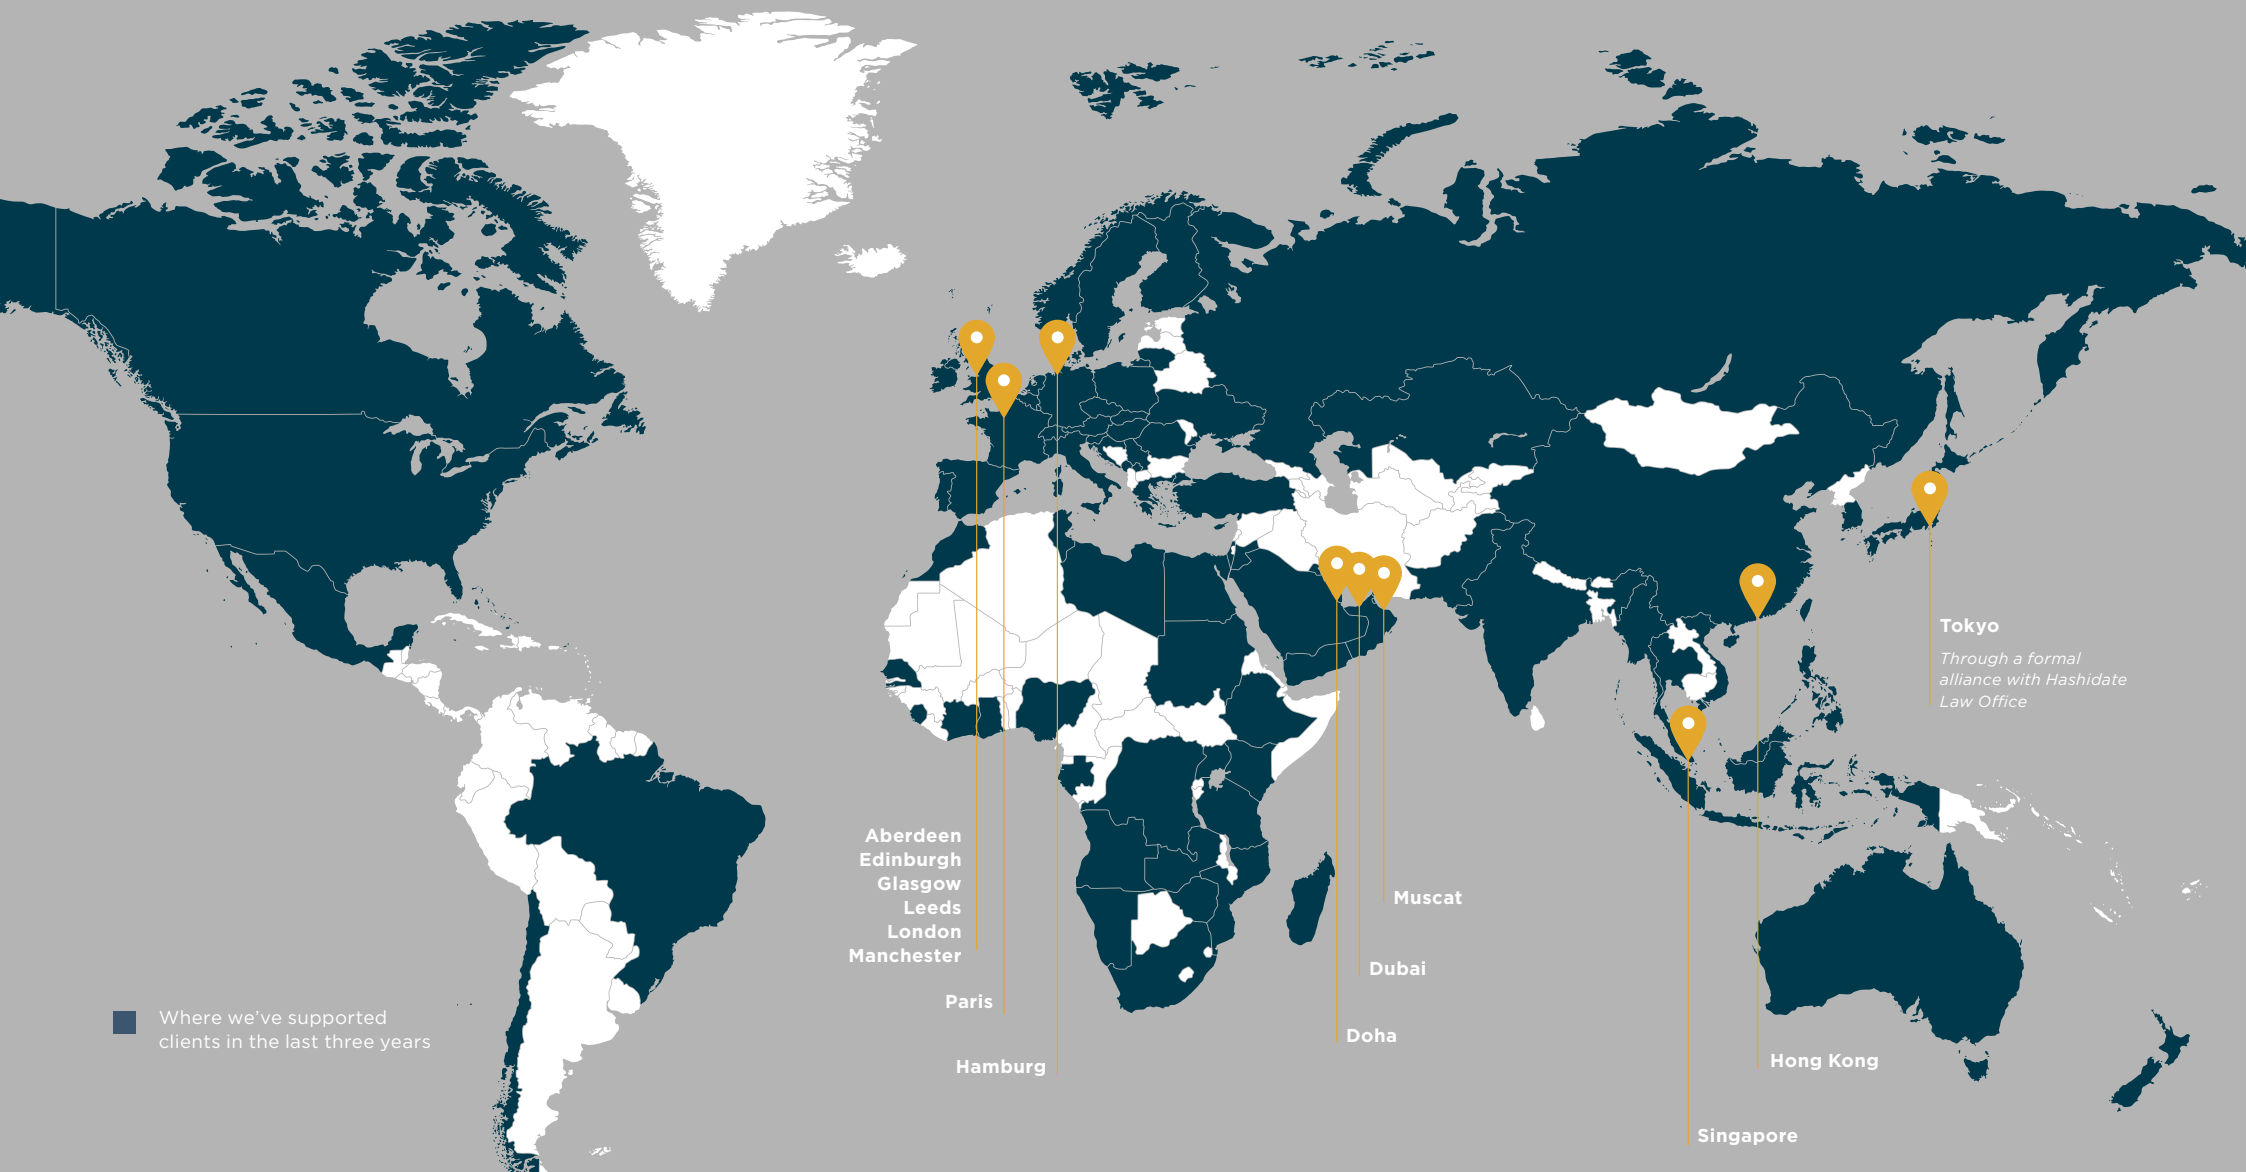 Tokyo
Through a formal
alliance with Hashidate
Law Office
Aberdeen
Edinburgh
Glasgow
Leeds
London
Manchester
Muscat
Dubai
Paris
Where we’ve supported
clients in the last three years
Doha
Hamburg
Hong Kong
Singapore